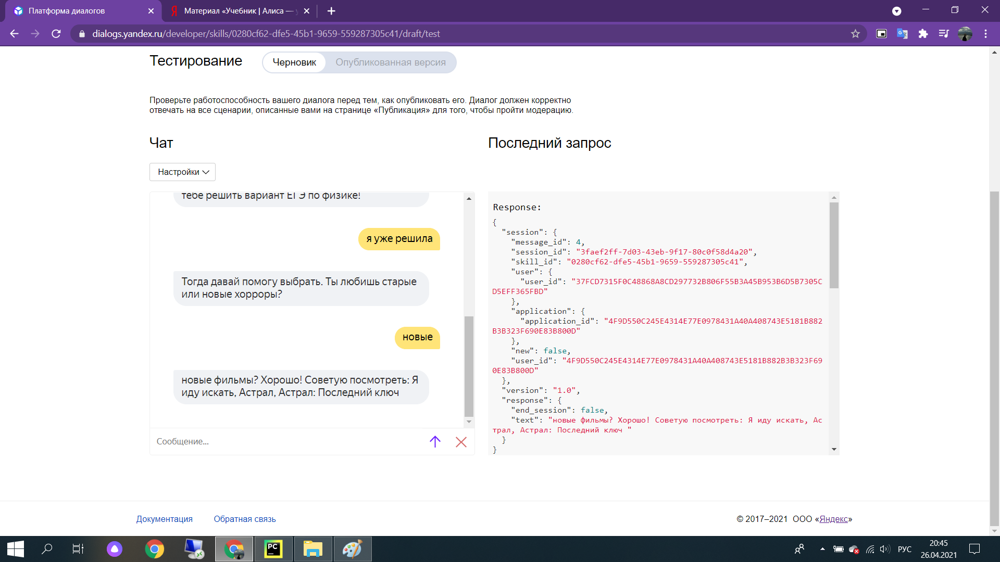 Платформа диалогов
Материал «Учебник | Алиса —
dialogs.yandex.ru/developer/skills/0280cf62-dfe5-45b1-9659-559287305c41/draft/test
Тестирование
Черновик
Опубликованная версия
Проверьте работоспособность вашего диалога перед тем, как опубликовать его. Диалог должен корректно
отвечать на все сценарии, описанные вами на странице «Публикация» для того, чтобы пройти модерацию.
Чат
Настройки
тебе решить вариант ЕГЭ по физике!
я уже решила
Тогда давай помогу выбрать. Ты любишь старые
или новые хорроры?
новые
новые фильмы? Хорошо! Советую посмотреть: Я
иду искать, Астрал, Астрал: Последний ключ
Сообщение...
Последний запрос
Response:
{
"session": {
"message_id": 4,
"session_id": "3faef2ff-7d03-43eb-9f17-80c0f58d4a20",
"skill_id": "0280cf62-dfe5-45b1-9659-559287305c41",
"user": {
"user_id": "37FCD7315F0C48868A8CD297732B806F55B3A45B953B6D5B7305C
D5EFF365FBD"
},
"application": {
"application_id": "4F9D550C245E4314E77E0978431A40A408743E5181B882
B3B323F690E83B800D"
},
"new": false,
"user_id": "4F9D550C245E4314E77E0978431A40A408743E5181B882B3B323F69
0E83B800D"
},
"version": "1.0",
"response": {
"end_session": false,
"text": "новые фильмы? Хорошо! Советую посмотреть: Я иду искать, Ас
трал, Астрал: Последний ключ "
}
}
Документация
Обратная связь
© 2017–2021 ООО «Яндекс»
PC
РУС
20:45
26.04.2021